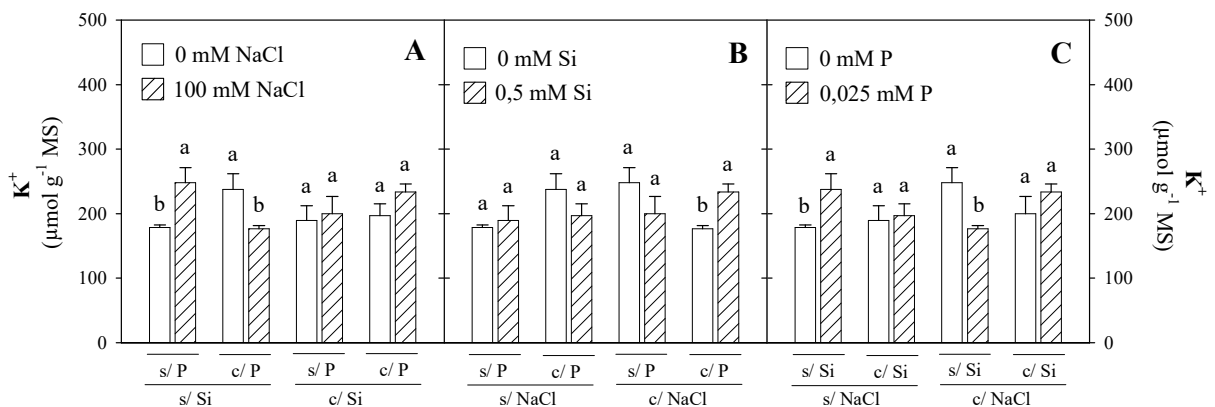 500
400
300
200
100
0
K⁺
(µmol g⁻¹ MS)
0 mM NaCl
100 mM NaCl
A
b a a b a a a a
s/ P c/ P s/ P c/ P
s/ Si c/ Si
0 mM Si
0,5 mM Si
B
a a a a a a b a
s/ P c/ P s/ P c/ P
s/ NaCl c/ NaCl
0 mM P
0,025 mM P
C
b a a a a b a a
s/ Si c/ Si s/ Si c/ Si
s/ NaCl c/ NaCl
500
400
300
200
100
0
K⁺
(µmol g⁻¹ MS)